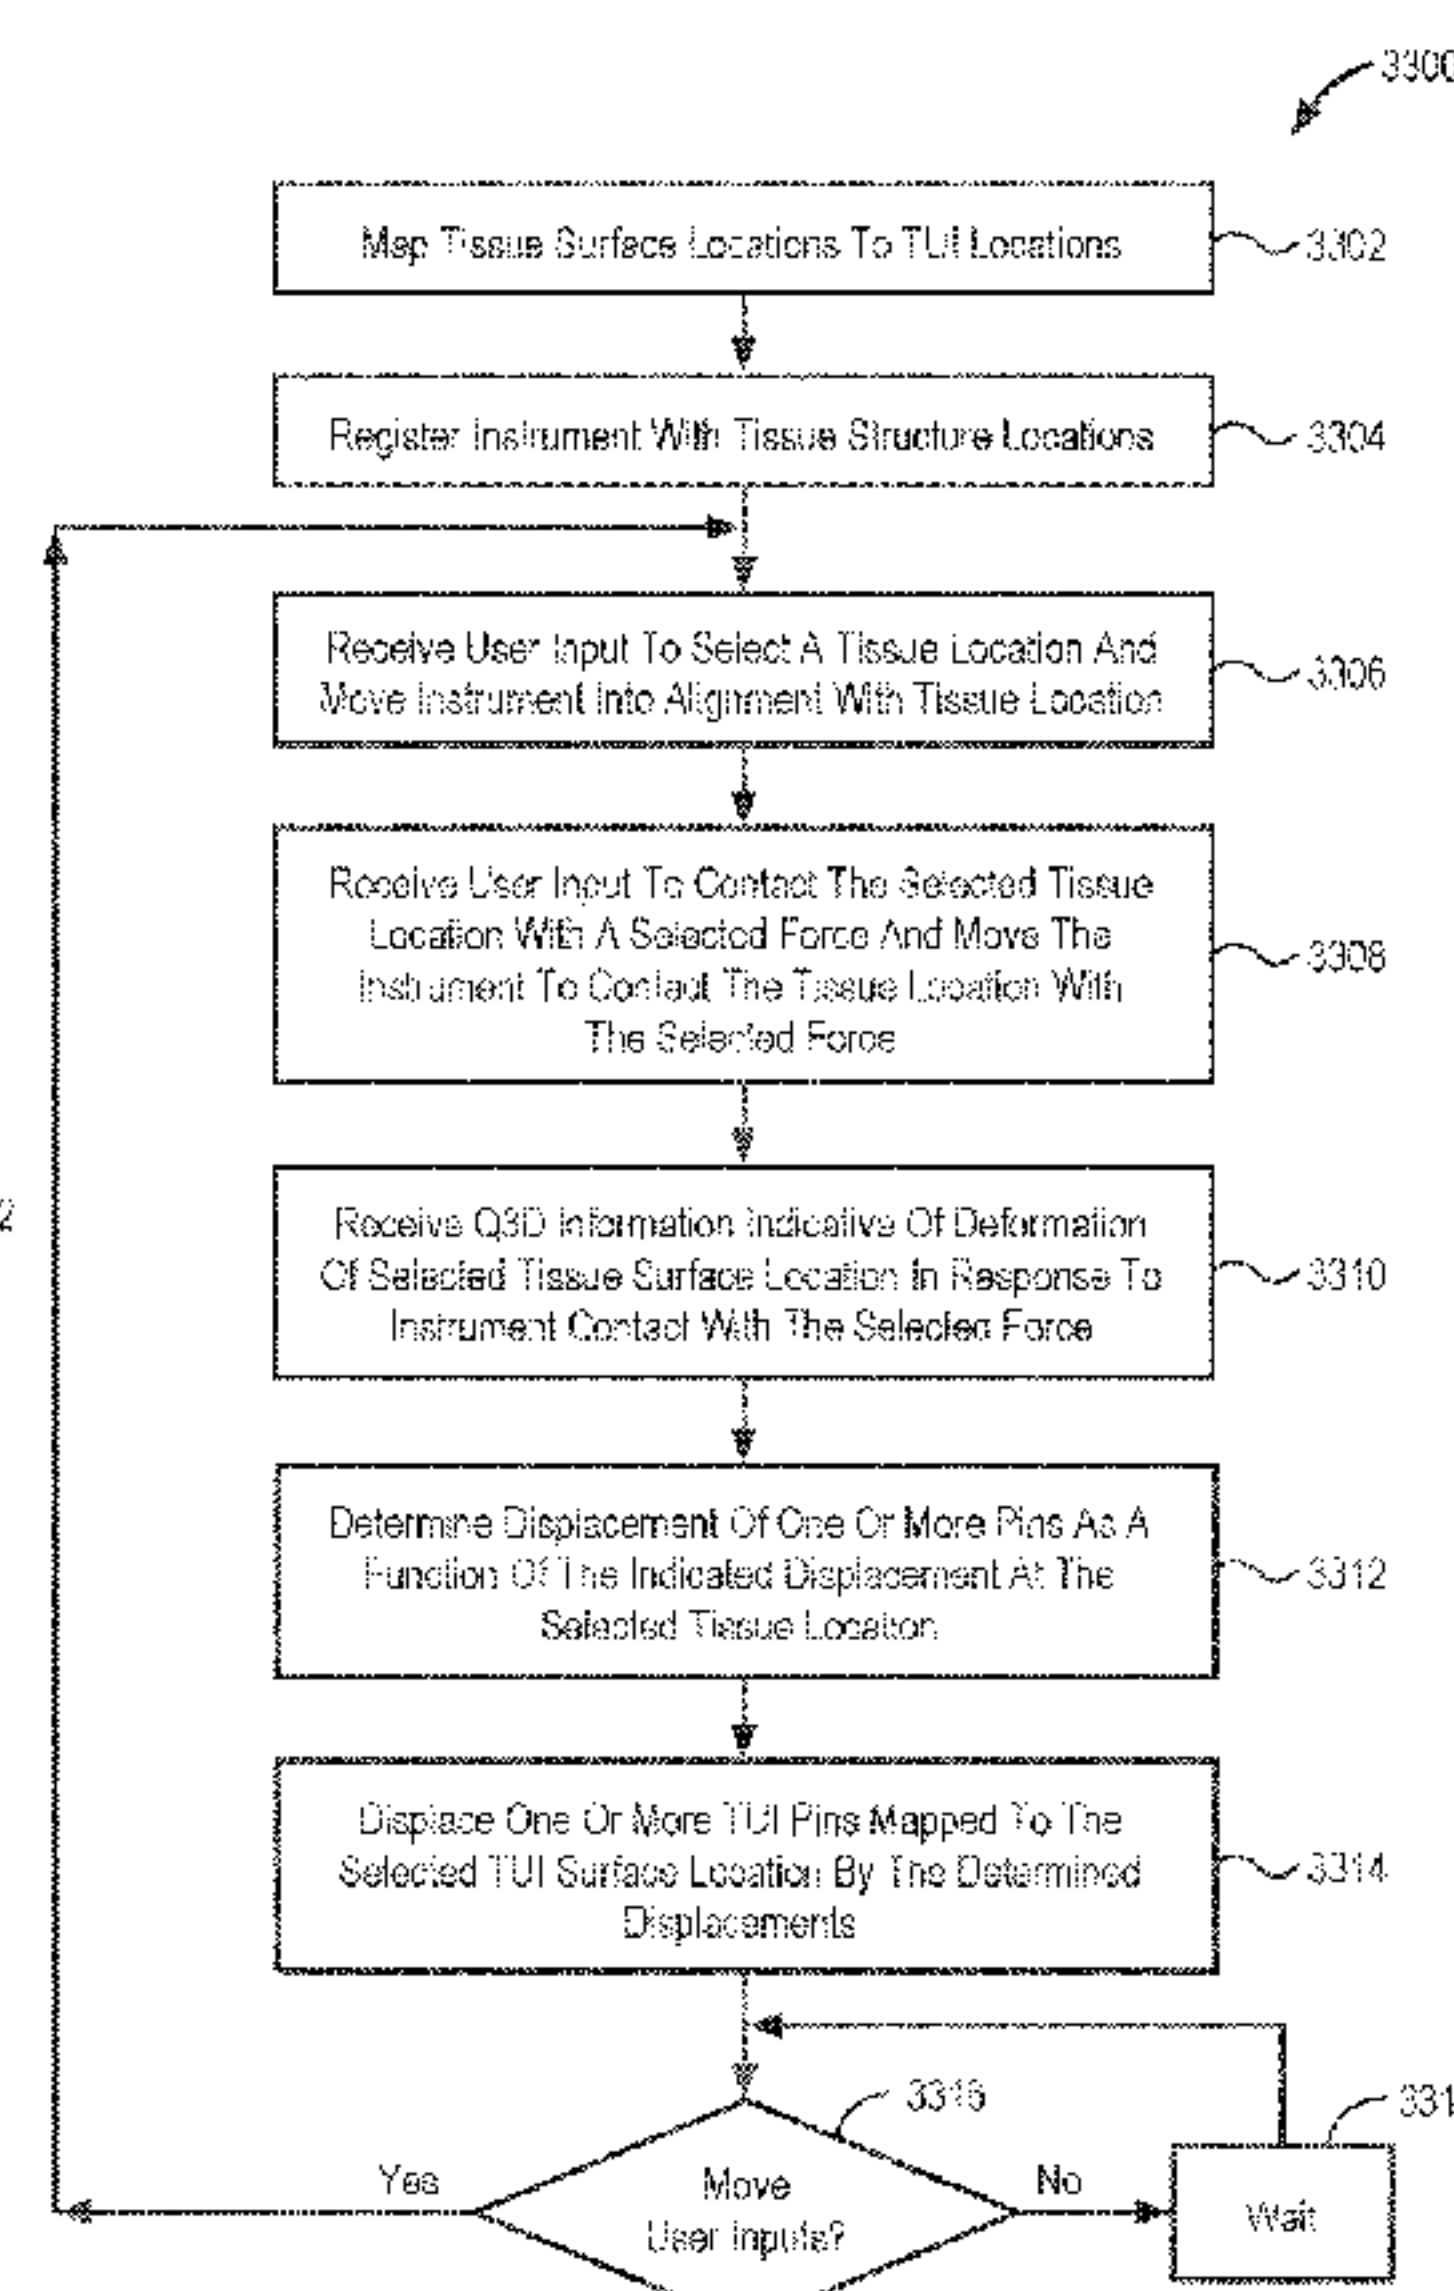 3300
Map Tissue Surface Locations To TUI Locations
3302
Register Instrument With Tissue Structure Locations
3304
Receive User Input To Select A Tissue Location And
Move Instrument Into Alignment With Tissue Location
3306
Receive User Input To Contact The Selected Tissue
Location With A Selected Force And Move The
Instrument To Contact The Tissue Location With
The Selected Force
3308
2
Receive Q3D Information Indicative Of Deformation
Of Selected Tissue Surface Location In Response To
Instrument Contact With The Selected Force
3310
Determine Displacement Of One Or More Pins As A
Function Of The Indicated Displacement At The
Selected Tissue Location
3312
Displace One Or More TUI Pins Mapped To The
Selected TUI Surface Location By The Determined
Displacements
3314
3316
331
Yes
Move
User Inputs?
No
Wait